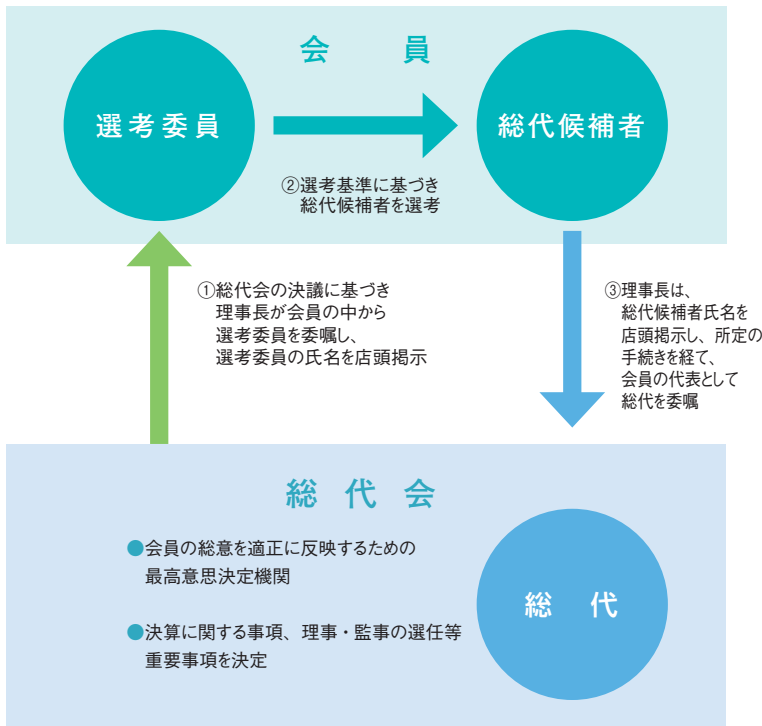 会員
選考委員
総代候補者
②選考基準に基づき
総代候補者を選考
①総代会の決議に基づき
理事長が会員の中から
選考委員を委嘱し、
選考委員の氏名を店頭掲示
③理事長は、
総代候補者氏名を
店頭掲示し、所定の
手続きを経て、
会員の代表として
総代を委嘱
総代会
●会員の総意を適正に反映するための
最高意思決定機関
●決算に関する事項、理事・監事の選任等
重要事項を決定
総代